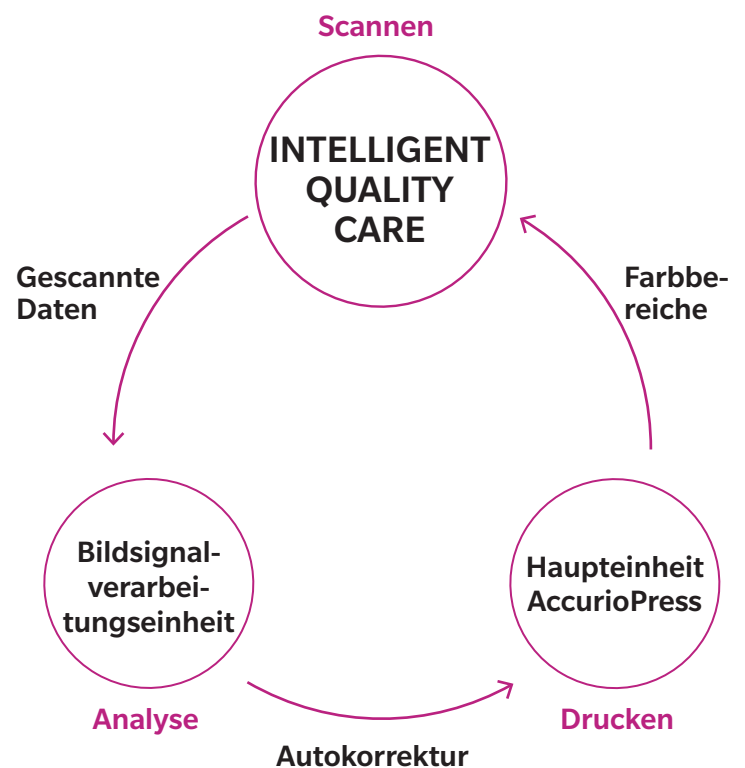 Scannen
INTELLIGENT
QUALITY
CARE
Gescannte
Daten
Farbbe-
reiche
Bildsignal-
verarbei-
tungseinheit
Haupteinheit
AccurioPress
Analyse
Drucken
Autokorrektur